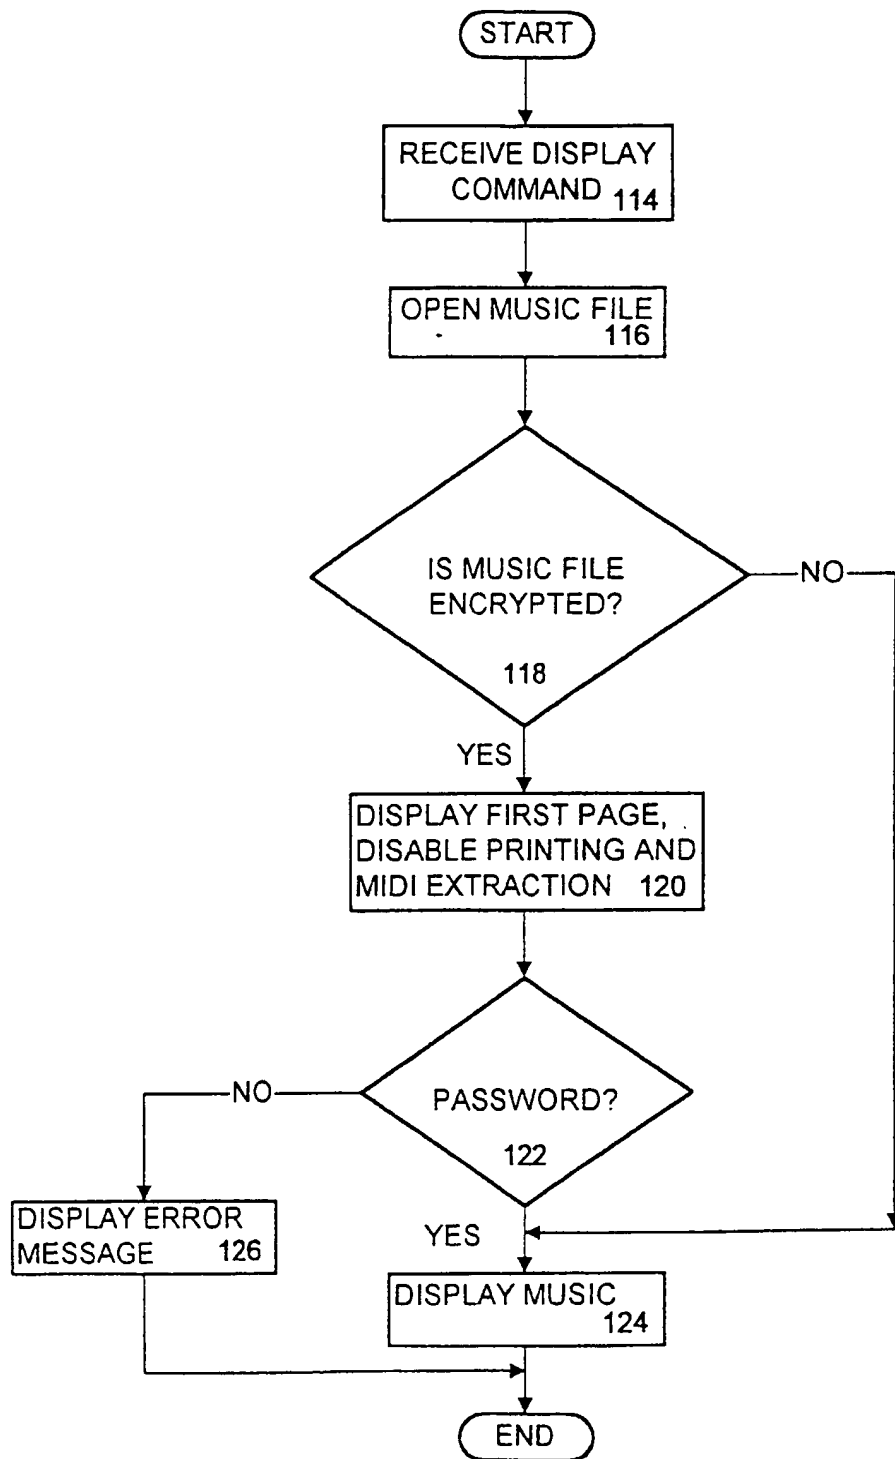 START
RECEIVE DISPLAY
COMMAND 114
OPEN MUSIC FILE
116
IS MUSIC FILE
ENCRYPTED?
118
NO
YES
DISPLAY FIRST PAGE,
DISABLE PRINTING AND
MIDI EXTRACTION 120
PASSWORD?
122
NO
YES
DISPLAY ERROR
MESSAGE 126
DISPLAY MUSIC
124
END